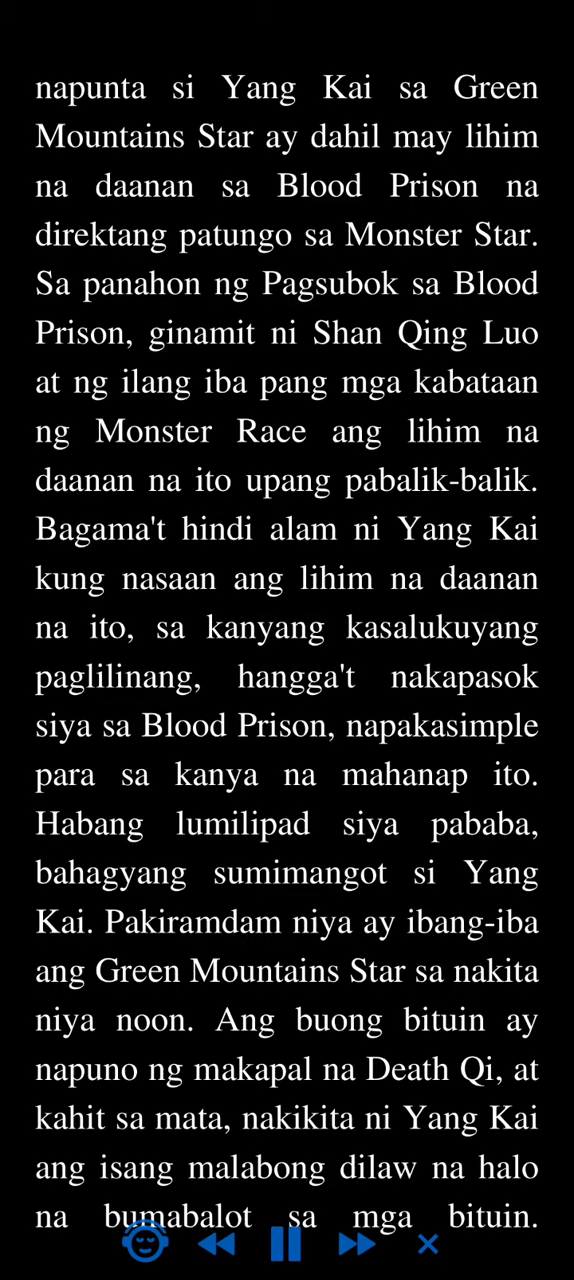 napunta si Yang Kai sa Green
Mountains Star ay dahil may lihim
na daanan sa Blood Prison na
direktang patungo sa Monster Star.
Sa panahon ng Pagsubok sa Blood
Prison, ginamit ni Shan Qing Luo
at ng ilang iba pang mga kabataan
ng Monster Race ang lihim na
daanan na ito upang pabalik-balik.
Bagama't hindi alam ni Yang Kai
kung nasaan ang lihim na daanan
na ito, sa kanyang kasalukuyang
paglilinang, hangga't nakapasok
siya sa Blood Prison, napakasimple
para sa kanya na mahanap ito.
Habang lumilipad siya pababa,
bahagyang sumimangot si Yang
Kai. Pakiramdam niya ay ibang-iba
ang Green Mountains Star sa nakita
niya noon. Ang buong bituin ay
napuno ng makapal na Death Qi, at
kahit sa mata, nakikita ni Yang Kai
ang isang malabong dilaw na halo
na bumabalot sa mga bituin.